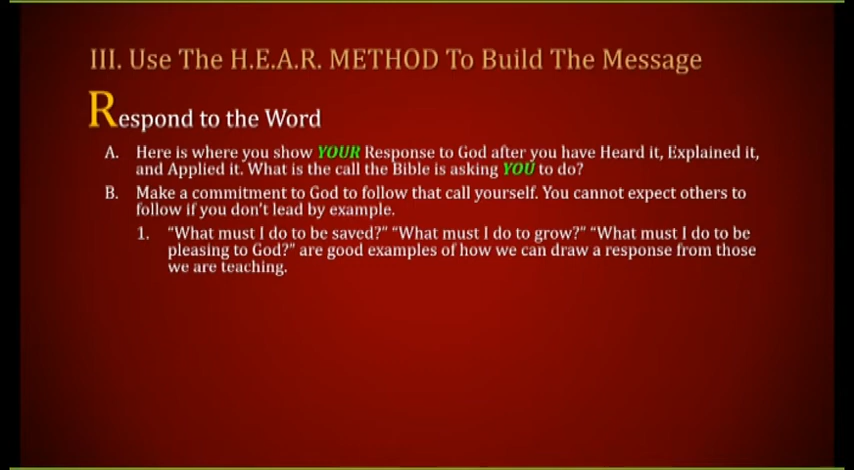 III. Use The H.E.A.R. METHOD To Build The Message
Respond to the Word
A. Here is where you show YOUR Response to God after you have Heard it, Explained it,
and Applied it. What is the call the Bible is asking YOU to do?
B. Make a commitment to God to follow that call yourself. You cannot expect others to
follow if you don't lead by example.
1. “What must I do to be saved?” “What must I do to grow?” “What must I do to be
pleasing to God?” are good examples of how we can draw a response from those
we are teaching.